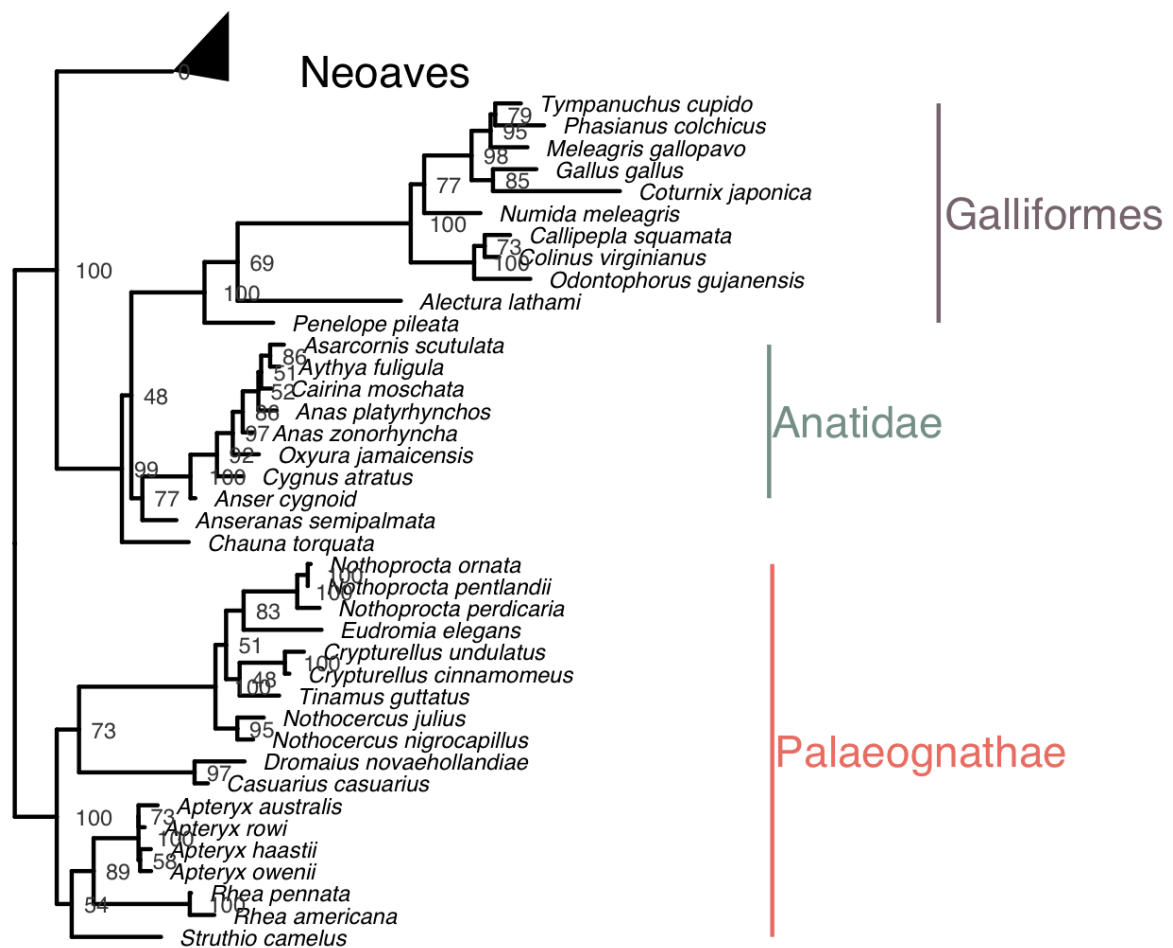 0
Neoaves
Tympanuchus cupido
79
Phasianus colchicus
95
Meleagris gallopavo
98
Gallus gallus
85
77
Coturnix japonica
Galliformes
Numida meleagris
100
Callipepla squamata
73
Colinus virginianus
100
69
100
Odontophorus gujanensis
100
Alectura lathami
Penelope pileata
Asarcornis scutulata
86
Aythya fuligula
51
Cairina moschata
52
48
Anas platyrhynchos
86
Anatidae
Anas zonorhyncha
97
Oxyura jamaicensis
92
99
Cygnus atratus
100
Anser cygnoid
77
Anseranas semipalmata
Chauna torquata
Nothoprocta ornata
100
Nothoprocta pentlandii
100
Nothoprocta perdicaria
83
Eudromia elegans
51
Crypturellus undulatus
100
Crypturellus cinnamomeus
48
100
Tinamus guttatus
Nothocercus julius
95
73
Nothocercus nigrocapillus
Palaeognathae
Dromaius novaehollandiae
97
Casuarius casuarius
Apteryx australis
73
100
Apteryx rowi
100
Apteryx haastii
58
89
Apteryx owenii
Rhea pennata
100
54
Rhea americana
Struthio camelus